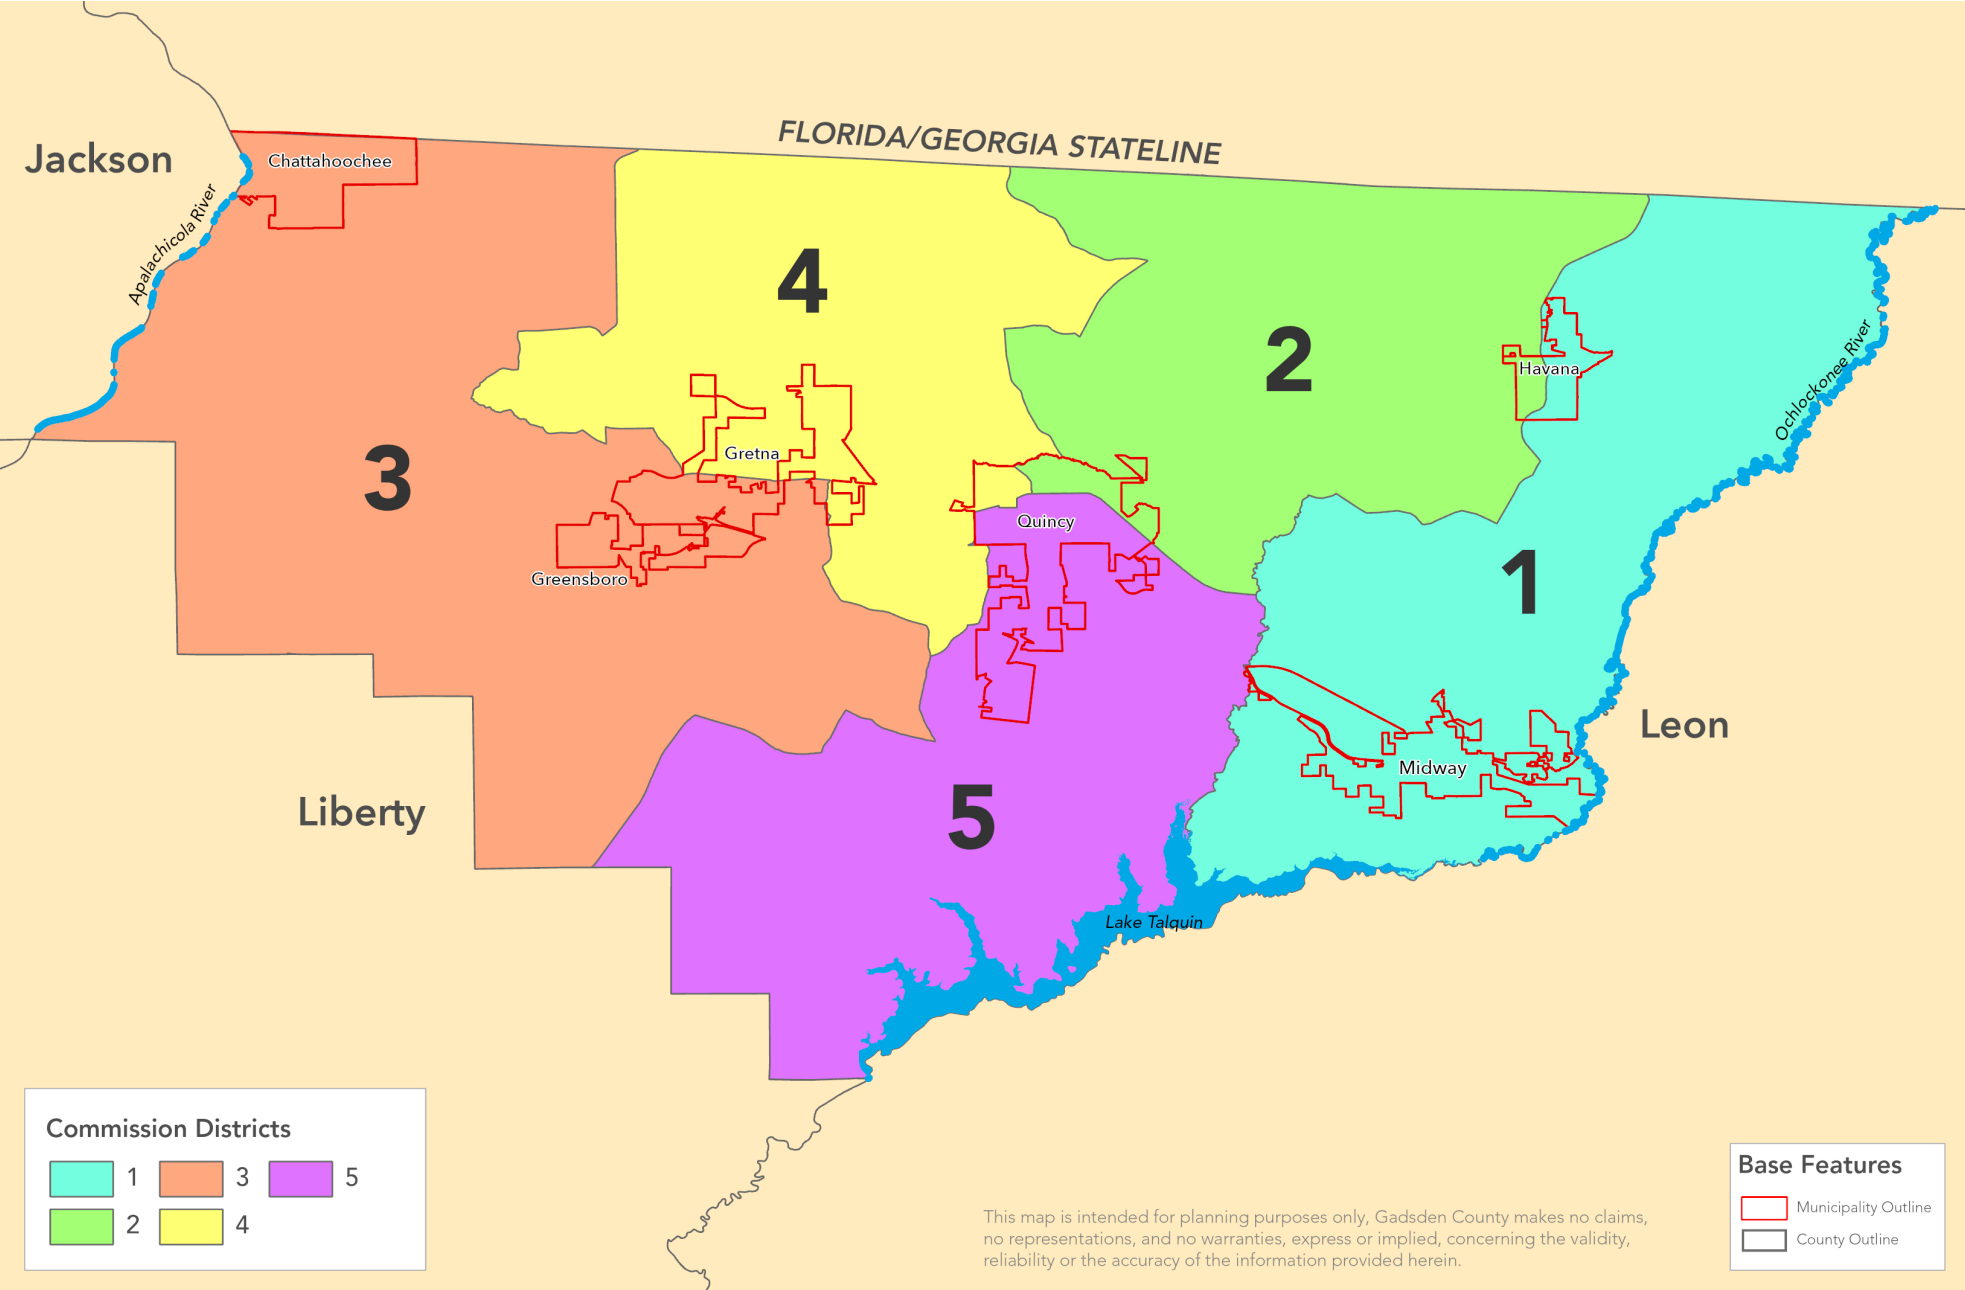 FLORIDA/GEORGIA STATELINE
Jackson
Chattahoochee
Apalachicola River
4
2
Ochlockonee River
Havana
3
Gretna
Quincy
Greensboro
1
Leon
Midway
Liberty
5
Lake Talquin
Commission Districts
1
3
5
2
4
This map is intended for planning purposes only, Gadsden County makes no claims,
no representations, and no warranties, express or implied, concerning the validity,
reliability or the accuracy of the information provided herein.
Base Features
Municipality Outline
County Outline